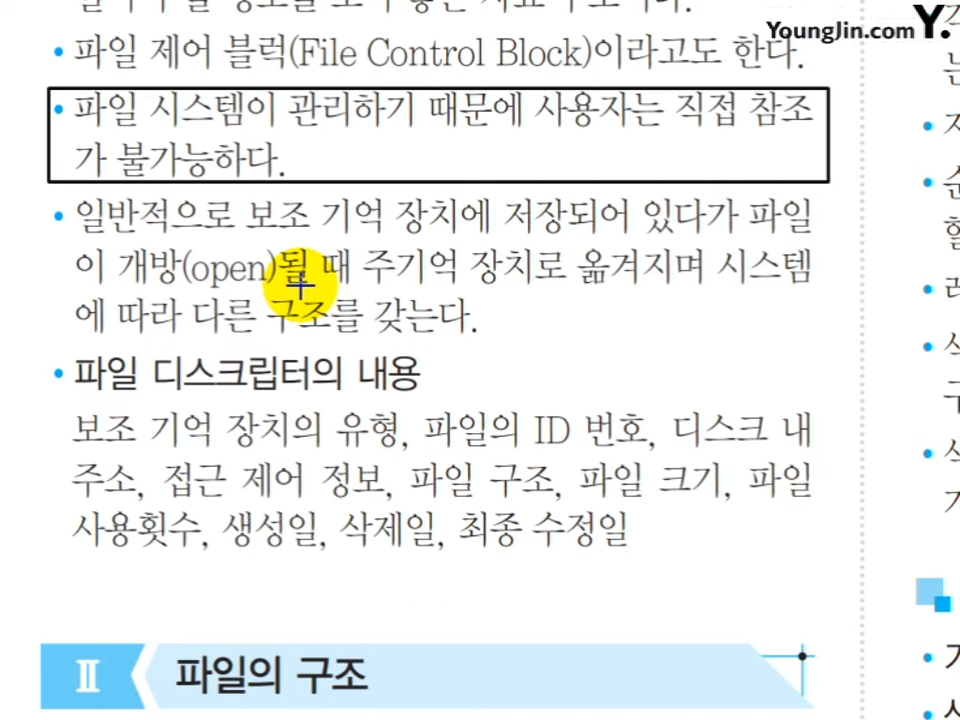 YoungJin.com Y.
• 파일 제어 블럭(File Control Block)이라고도 한다.
• 파일 시스템이 관리하기 때문에 사용자는 직접 참조
가 불가능하다.
• 일반적으로 보조 기억 장치에 저장되어 있다가 파일
이 개방(open)될 때 주기억 장치로 옮겨지며 시스템
에 따라 다른 구조를 갖는다.
• 파일 디스크립터의 내용
보조 기억 장치의 유형, 파일의 ID 번호, 디스크 내
주소, 접근 제어 정보, 파일 구조, 파일 크기, 파일
사용횟수, 생성일, 삭제일, 최종 수정일
Ⅱ 파일의 구조